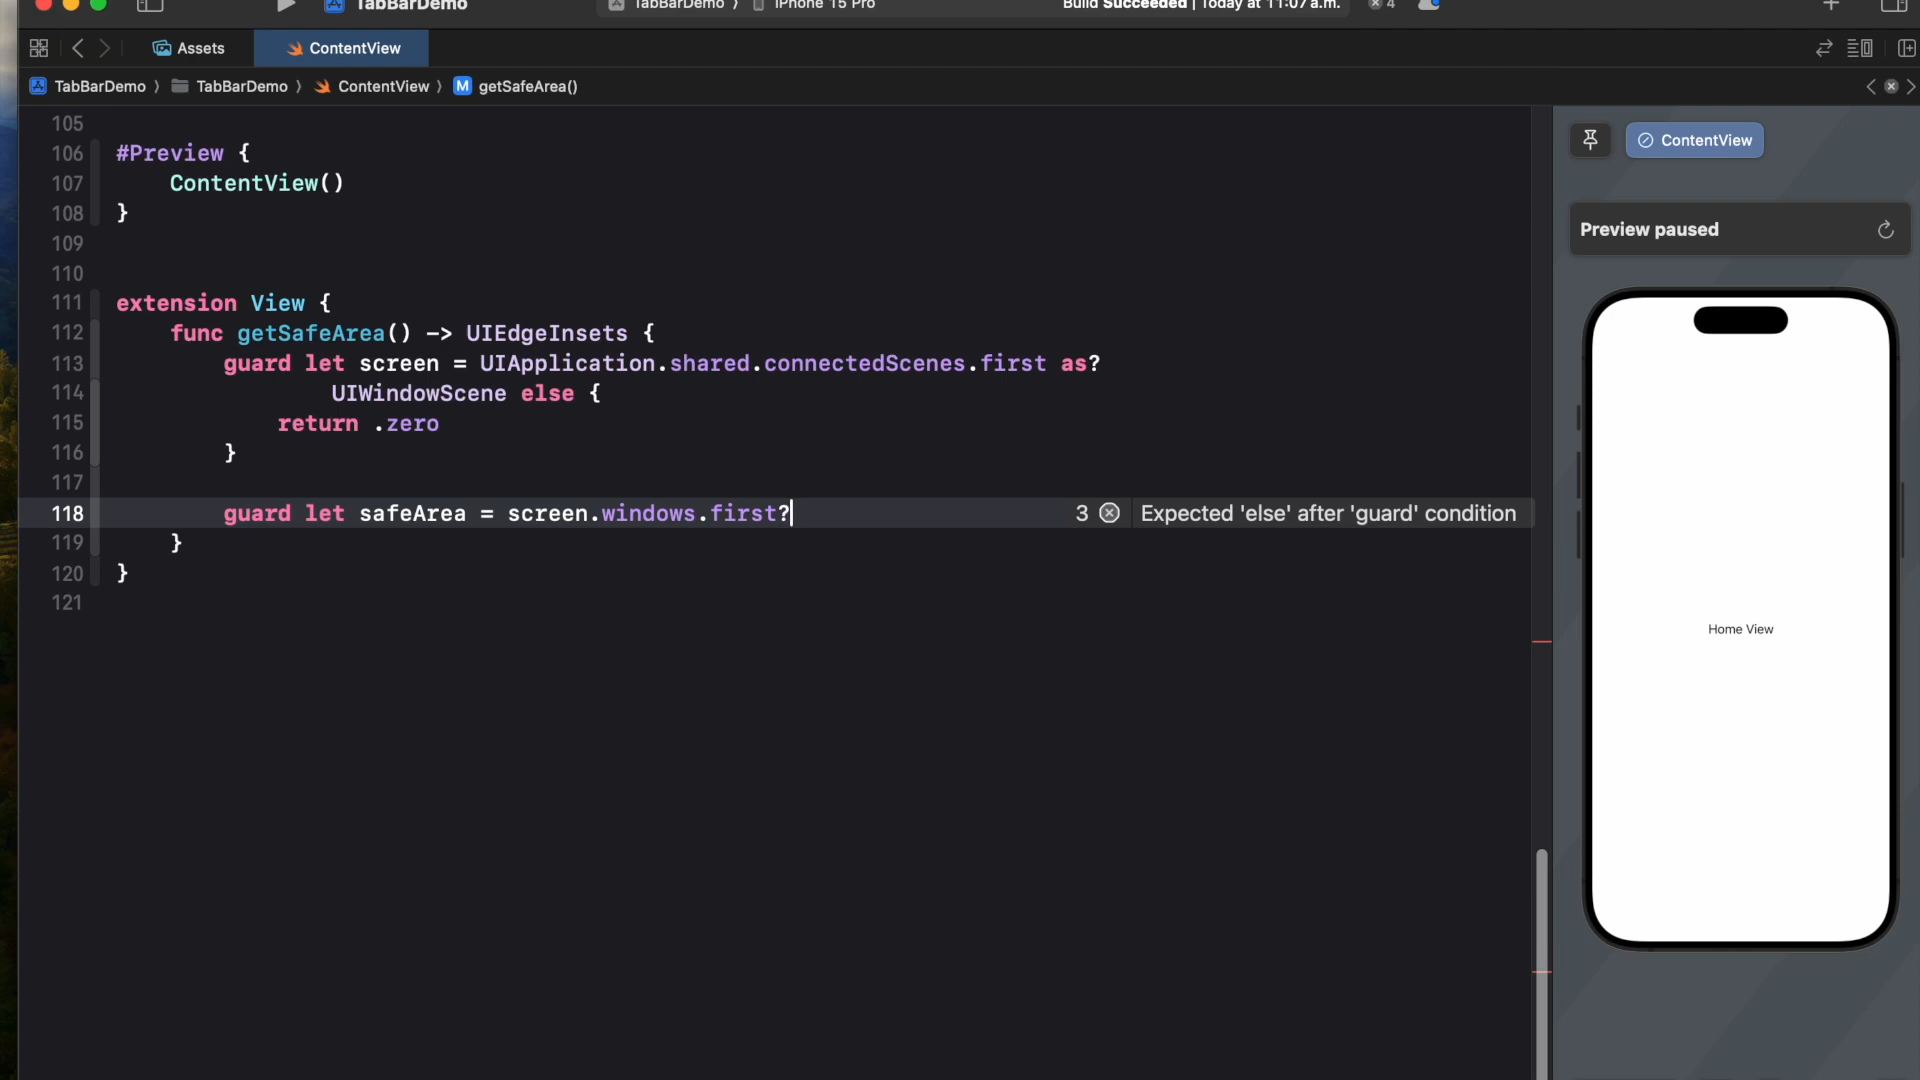 TabBarDemo
TabBarDemo 〉 iPhone 15 Pro
Build Succeeded | Today at 11:07 a.m.
4
Assets
ContentView
TabBarDemo 〉 TabBarDemo 〉 ContentView 〉 M getSafeArea()
105
106 #Preview {
107 ContentView()
108 }
109
110
111 extension View {
112 func getSafeArea() -> UIEdgeInsets {
113 guard let screen = UIApplication.shared.connectedScenes.first as?
114 UIWindowScene else {
115 return .zero
116 }
117
118 guard let safeArea = screen.windows.first? 3 Expected 'else' after 'guard' condition
119 }
120 }
121
ContentView
Preview paused
Home View